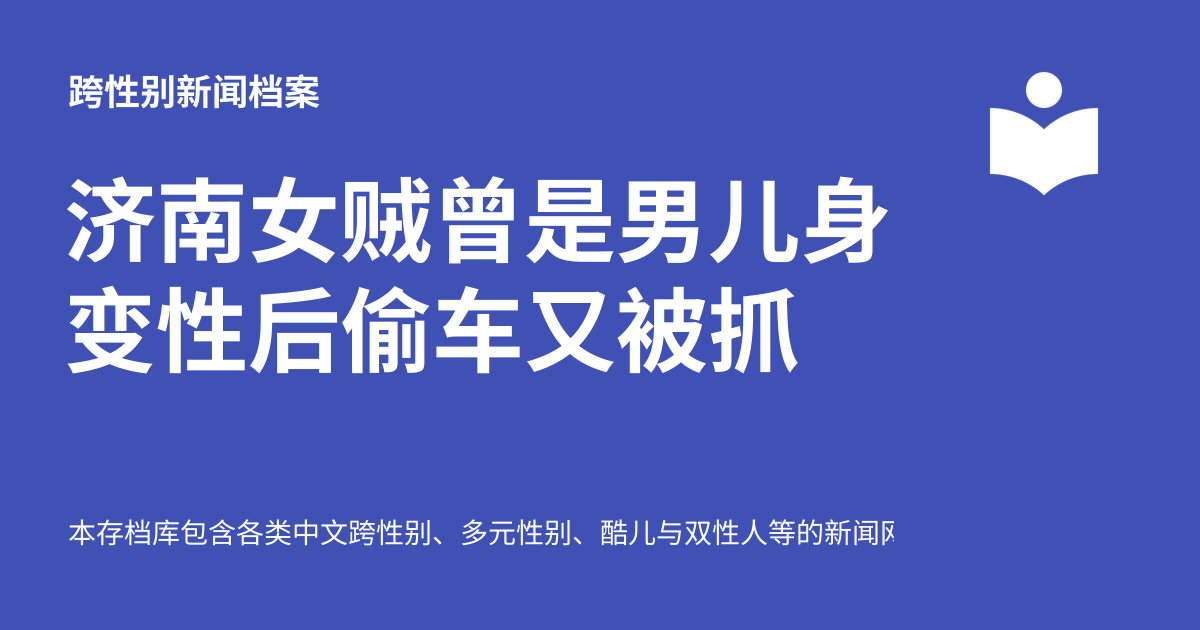 跨性别新闻档案
济南女贼曾是男儿身
变性后偷车又被抓
本存档库包含各类中文跨性别、多元性别、酷儿与双性人等的新闻网